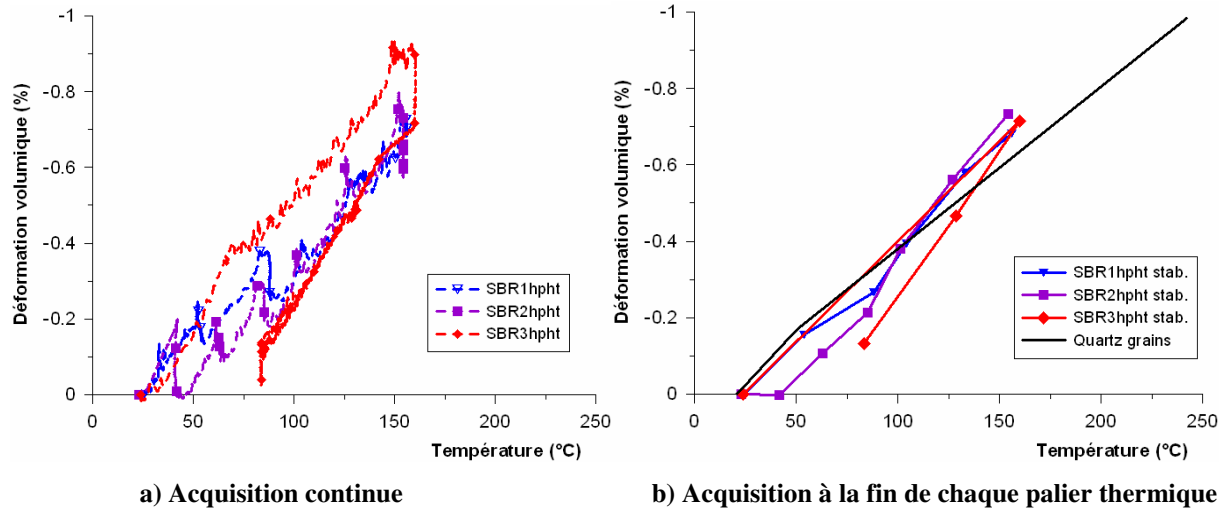 -1
-0.8
-0.6
-0.4
-0.2
0
Déformation volumique (%)
0
50
100
150
200
250
Température (°C)
SBR1hpht
SBR2hpht
SBR3hpht
a) Acquisition continue
-1
-0.8
-0.6
-0.4
-0.2
0
Déformation volumique (%)
0
50
100
150
200
250
Température (°C)
SBR1hpht stab.
SBR2hpht stab.
SBR3hpht stab.
Quartz grains
b) Acquisition à la fin de chaque palier thermique